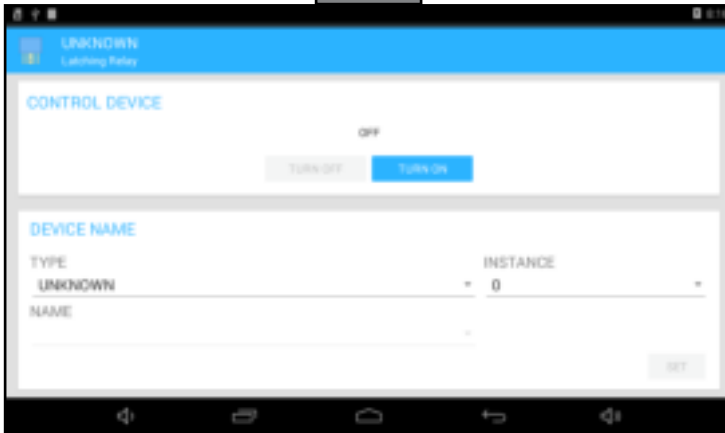 UNKNOWN
Latching Relay
CONTROL DEVICE
OFF
TURN OFF
TURN ON
DEVICE NAME
TYPE
INSTANCE
UNKNOWN
0
NAME
SET